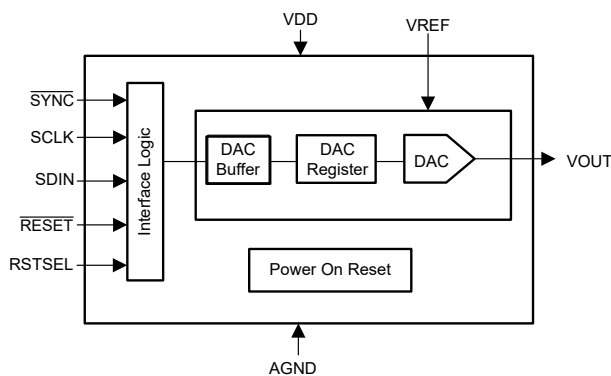 VDD
VREF
SYNC
SCLK
SDIN
RESET
RSTSEL
Interface Logic
DAC
Buffer
DAC
Register
DAC
VOUT
Power On Reset
AGND